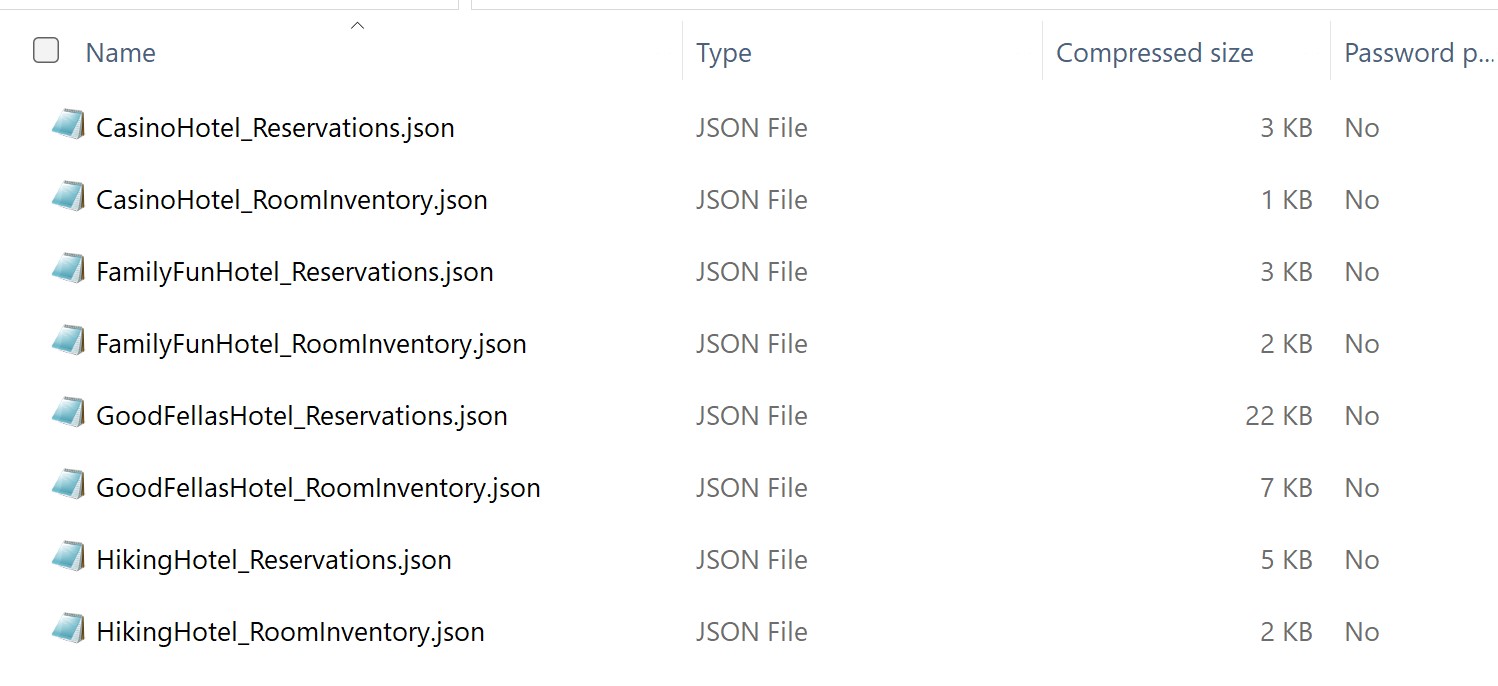 Name Type Compressed size Password p...
CasinoHotel_Reservations.json JSON File 3 KB No
CasinoHotel_RoomInventory.json JSON File 1 KB No
FamilyFunHotel_Reservations.json JSON File 3 KB No
FamilyFunHotel_RoomInventory.json JSON File 2 KB No
GoodFellasHotel_Reservations.json JSON File 22 KB No
GoodFellasHotel_RoomInventory.json JSON File 7 KB No
HikingHotel_Reservations.json JSON File 5 KB No
HikingHotel_RoomInventory.json JSON File 2 KB No